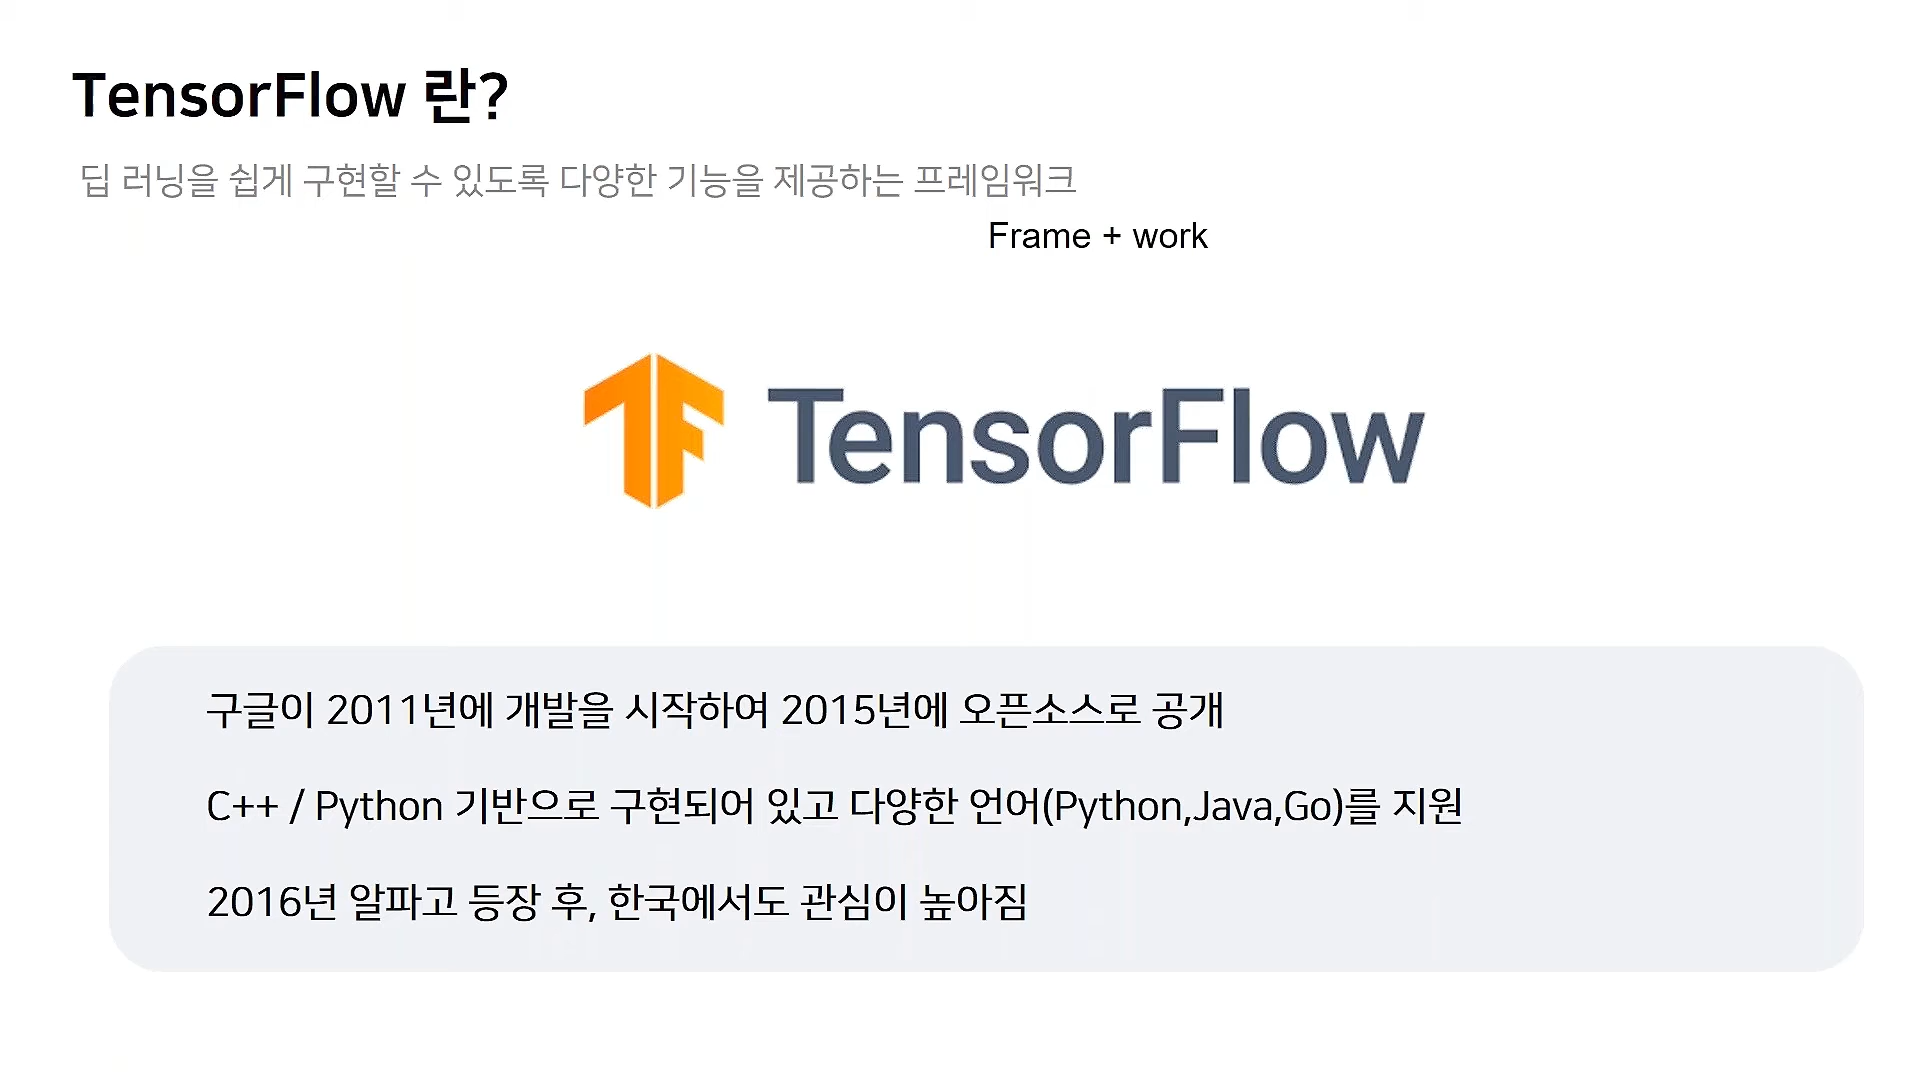 TensorFlow 란?
딥 러닝을 쉽게 구현할 수 있도록 다양한 기능을 제공하는 프레임워크
Frame + work
TensorFlow
구글이 2011년에 개발을 시작하여 2015년에 오픈소스로 공개
C++ / Python 기반으로 구현되어 있고 다양한 언어(Python,Java,Go)를 지원
2016년 알파고 등장 후, 한국에서도 관심이 높아짐